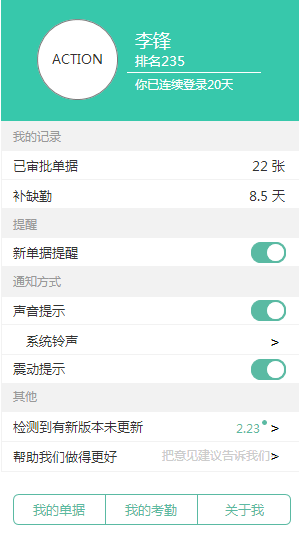 ACTION
李锋
排名235
你已连续登录20天
我的记录
已审批单据 22 张
补缺勤 8.5 天
提醒
新单据提醒
通知方式
声音提示
系统铃声 >
震动提示
其他
检测到有新版本未更新 2.23 >
帮助我们做得更好 把意见建议告诉我们>
我的单据 我的考勤 关于我